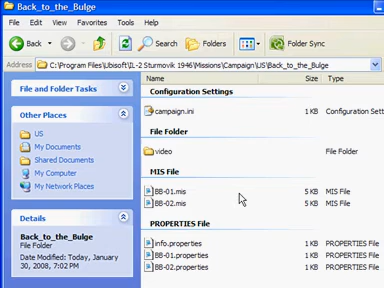 Back_to_the_Bulge
File Edit View Favorites Tools Help
Back Search Folders Folder Sync
Address C:\Program Files\Ubisoft\IL-2 Sturmovik 1946\Missions\Campaign\US\Back_to_the_Bulge
File and Folder Tasks
Other Places
US
My Documents
Shared Documents
My Computer
My Network Places
Details
Back_to_the_Bulge
File Folder
Date Modified: Today, January
30, 2008, 7:02 PM
Name Size Type
Configuration Settings
campaign.ini 1 KB Configuration Sett
File Folder
video File Folder
MIS File
BB-01.mis 5 KB MIS File
BB-02.mis 5 KB MIS File
PROPERTIES File
info.properties 1 KB PROPERTIES File
BB-01.properties 1 KB PROPERTIES File
BB-02.properties 1 KB PROPERTIES File